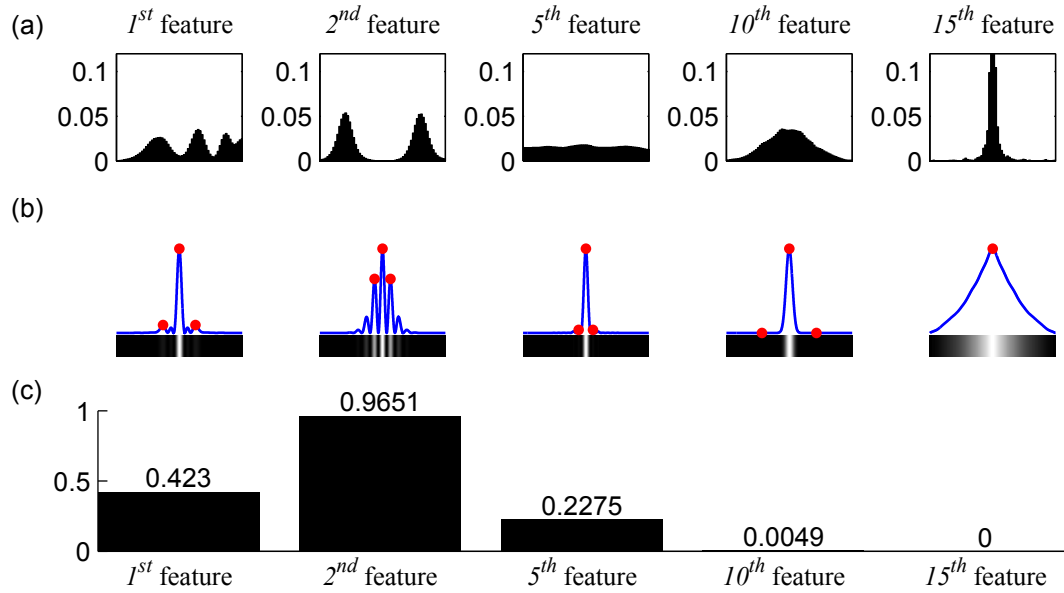 (a)
1st feature 2nd feature 5th feature 10th feature 15th feature
0.1 0.1 0.1 0.1 0.1
0.05 0.05 0.05 0.05 0.05
0 0 0 0 0
(b)
(c)
1
0.5
0
0.423 0.9651 0.2275 0.0049 0
1st feature 2nd feature 5th feature 10th feature 15th feature